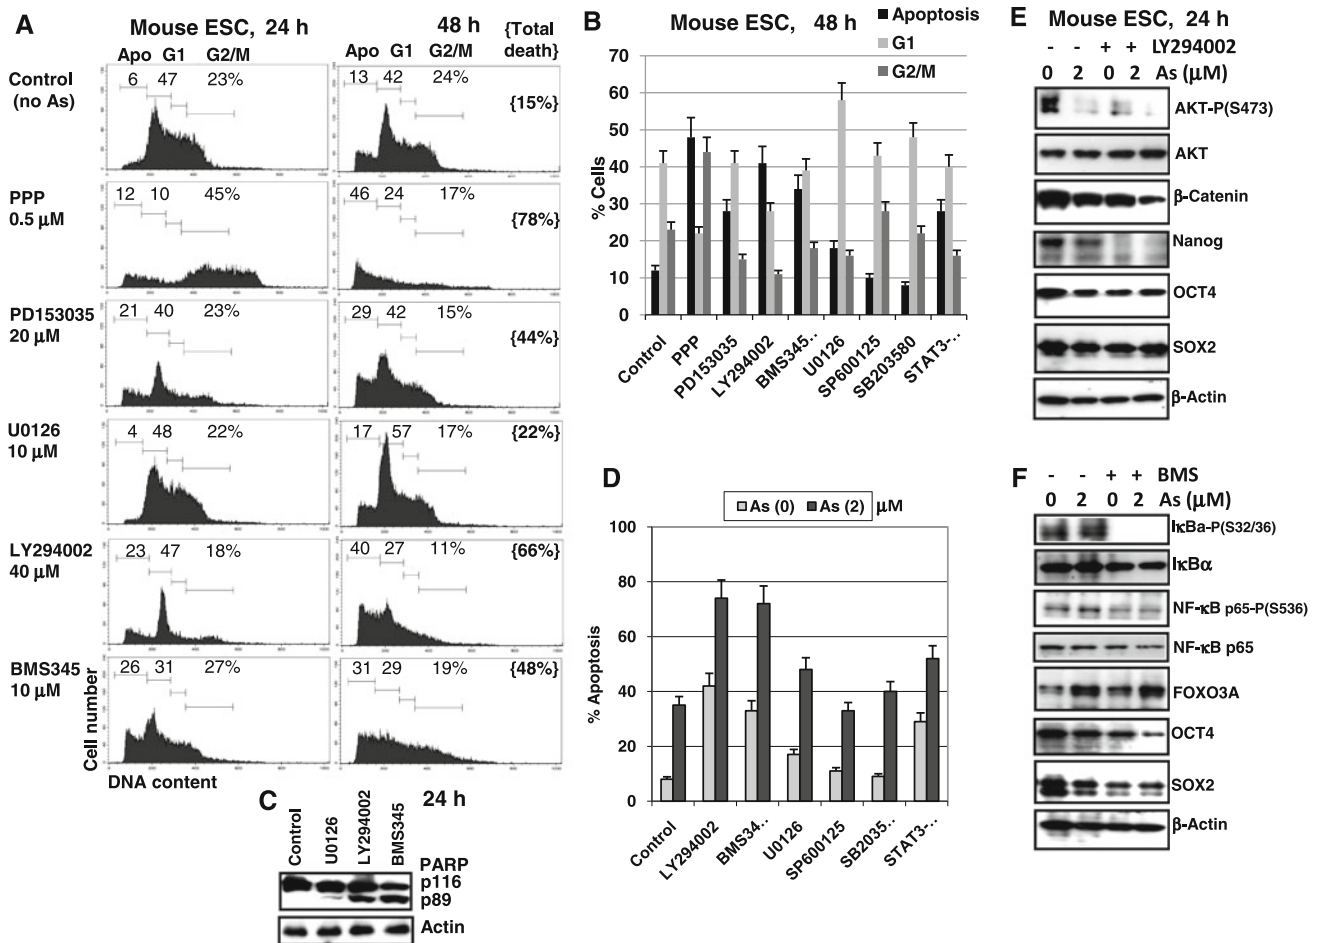 A
Mouse ESC, 24 h
48 h
{Total death}
Apo G1 G2/M
G1 G2/M
Control (no As)
6 47 23%
13 42 24%
{15%}
PPP 0.5 µM
12 10 45%
46 24 17%
{78%}
PD153035 20 µM
21 40 23%
29 42 15%
{44%}
U0126 10 µM
4 48 22%
17 57 17%
{22%}
LY294002 40 µM
23 47 18%
40 27 11%
{66%}
BMS345 10 µM
26 31 27%
31 29 19%
{48%}
Cell number
DNA content
B
Mouse ESC, 48 h
Apoptosis
G1
G2/M
% Cells
70
60
50
40
30
20
10
0
Control
PPP
PD153035
LY294002
BMS345..
U0126
SP600125
SB203580
STAT3-..
C
24 h
Control
U0126
LY294002
BMS345
PARP
p116
p89
Actin
D
As (0) As (2) µM
% Apoptosis
100
80
60
40
20
0
Control
LY294002
BMS34..
U0126
SP600125
SB2035..
STAT3-..
E
Mouse ESC, 24 h
- - + + LY294002
0 2 0 2 As (µM)
AKT-P(S473)
AKT
β-Catenin
Nanog
OCT4
SOX2
β-Actin
F
- - + + BMS
0 2 0 2 As (µM)
IκBa-P(S32/36)
IκBα
NF-κB p65-P(S536)
NF-κB p65
FOXO3A
OCT4
SOX2
β-Actin